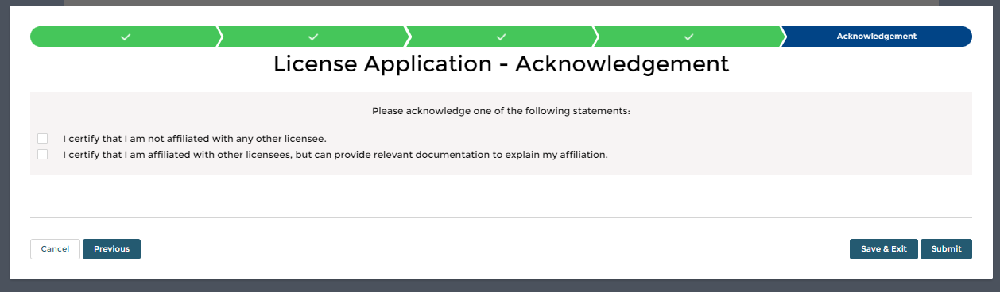 Acknowledgement
License Application - Acknowledgement
Please acknowledge one of the following statements:
I certify that I am not affiliated with any other licensee.
I certify that I am affiliated with other licensees, but can provide relevant documentation to explain my affiliation.
Cancel Previous Save & Exit Submit